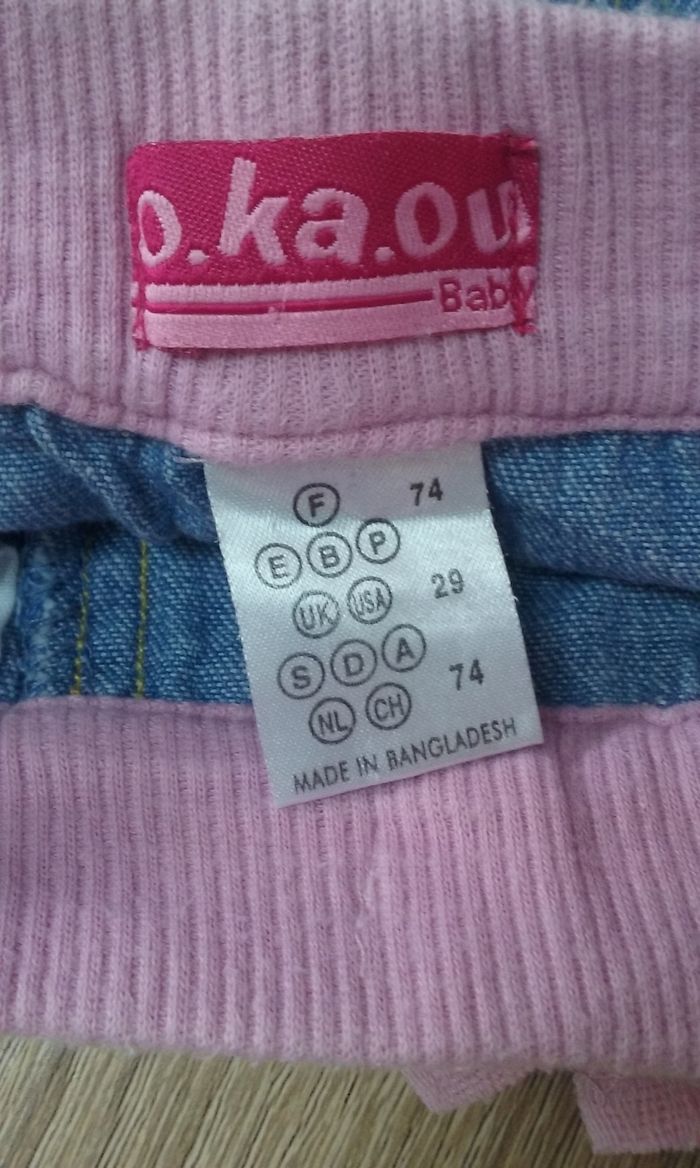 o.ka.ou
Baby
F 74
E B P
UK USA 29
S D A
NL CH 74
MADE IN BANGLADESH